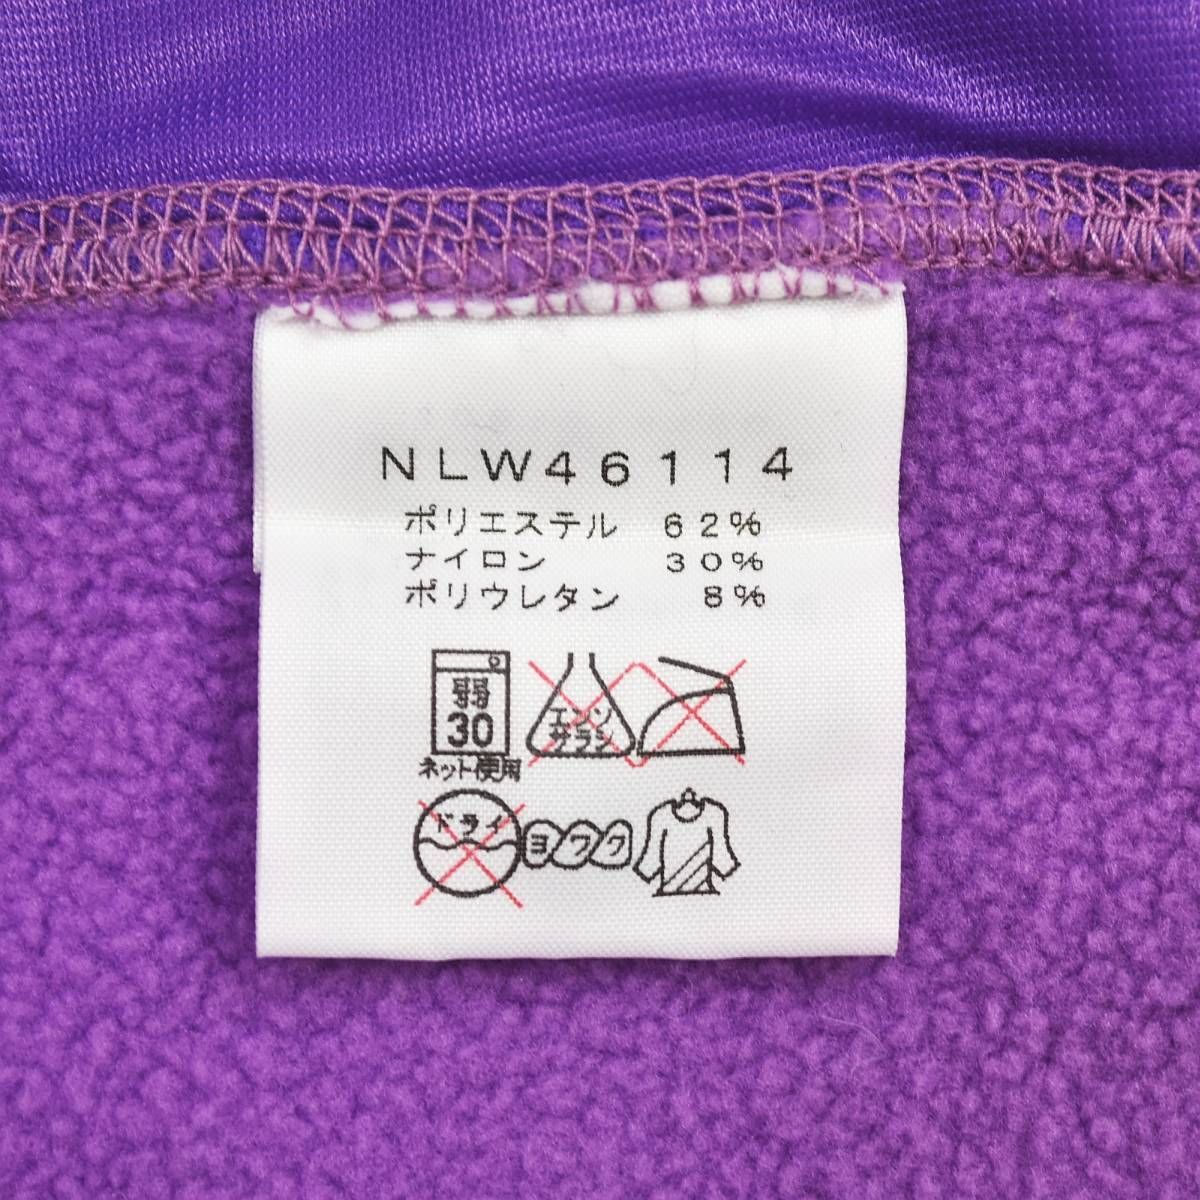 NLW46114
ポリエステル 62%
ナイロン 30%
ポリウレタン 8%
弱
30
エンソ
サラシ
ネット使用
ドライ
ヨワク